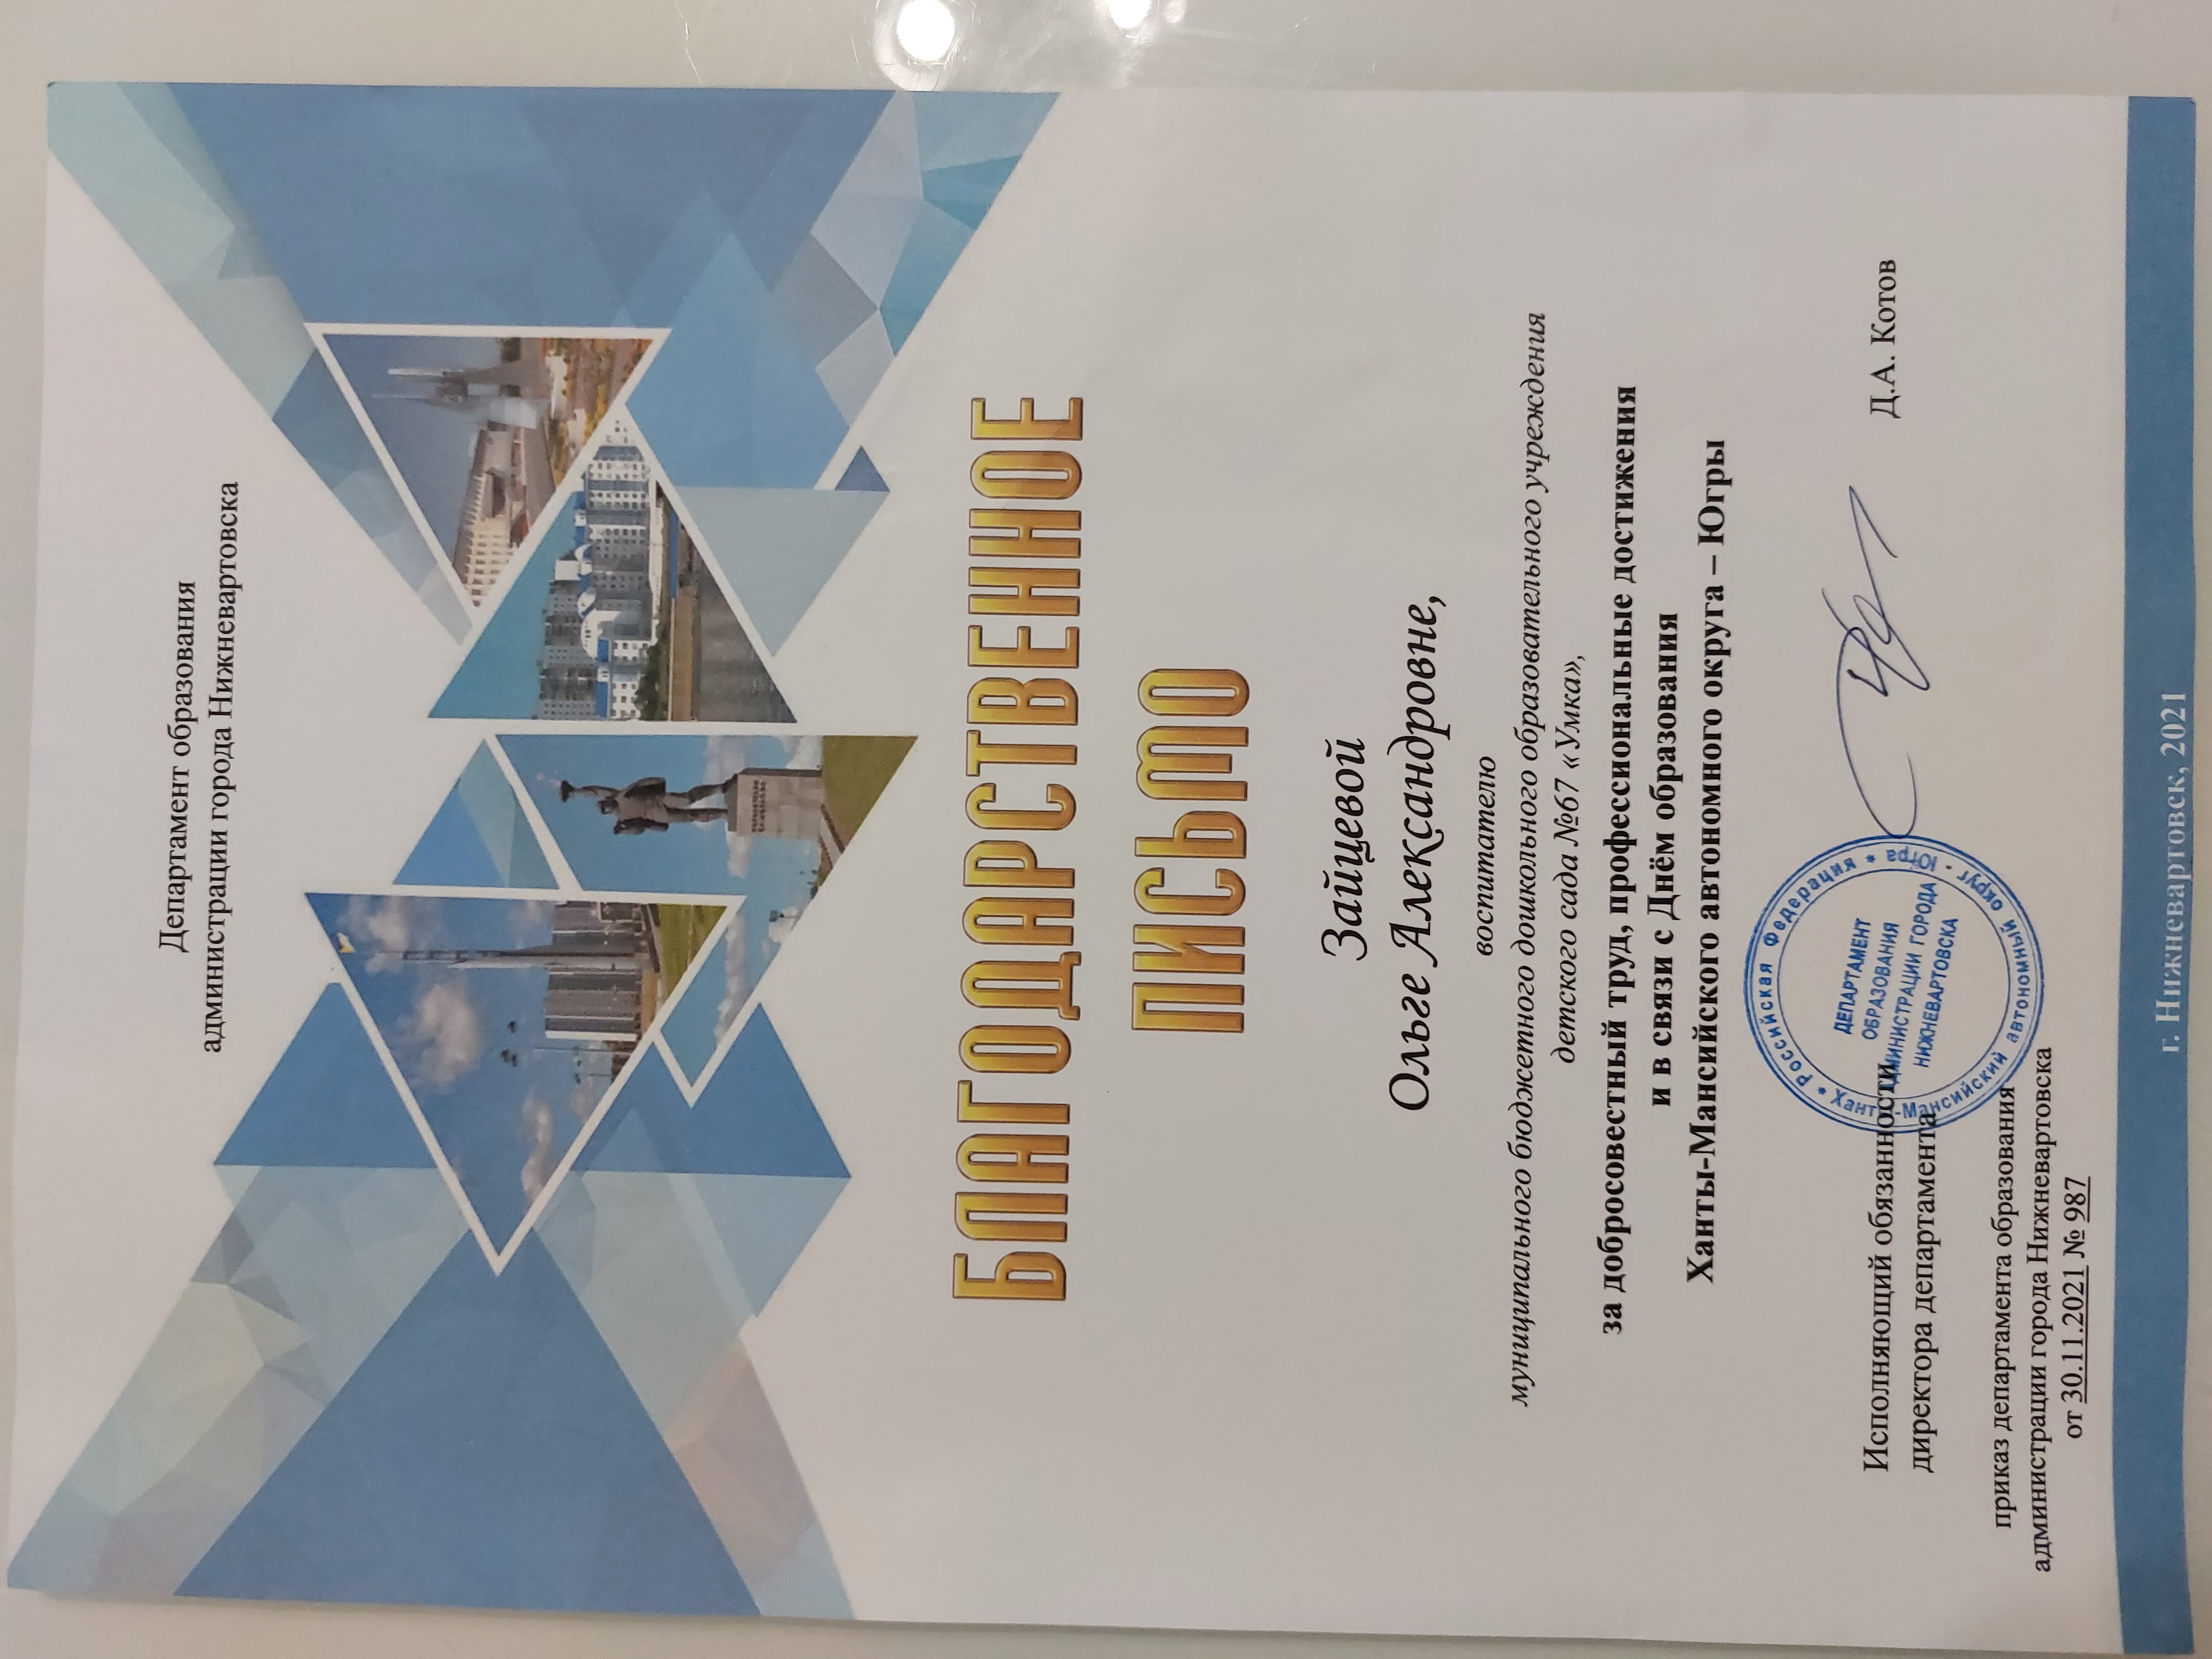 Департамент образования
администрации города Нижневартовска
БЛАГОДАРСТВЕННОЕ
ПИСЬМО
Зайцевой
Ольге Александровне,
воспитателю
муниципального бюджетного дошкольного образовательного учреждения
детского сада №67 «Умка»,
за добросовестный труд, профессиональные достижения
и в связи с Днём образования
Ханты-Мансийского автономного округа – Югры
Исполняющий обязанности
директора департамента
Д.А. Котов
* Российская Федерация * Ханты-Мансийский автономный округ - Югра
ДЕПАРТАМЕНТ
ОБРАЗОВАНИЯ
АДМИНИСТРАЦИИ ГОРОДА
НИЖНЕВАРТОВСКА
приказ департамента образования
администрации города Нижневартовска
от 30.11.2021 № 987
г. Нижневартовск, 2021